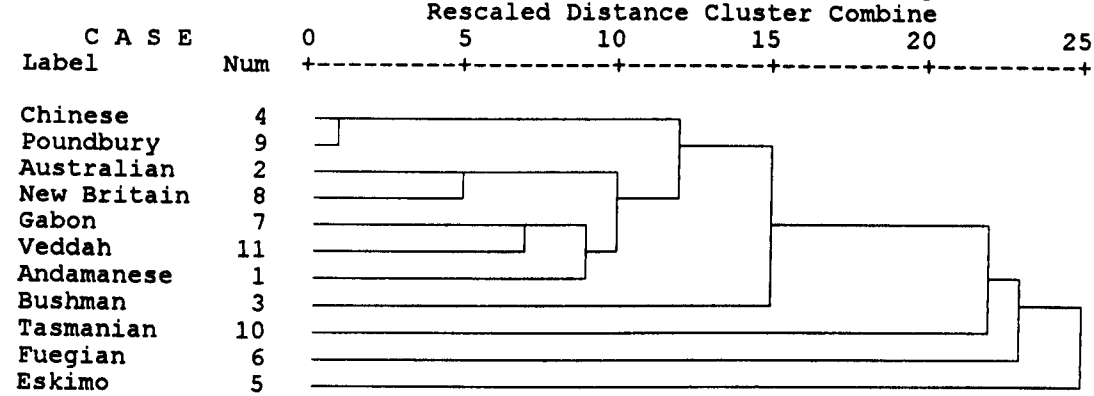 Rescaled Distance Cluster Combine
C A S E 0 5 10 15 20 25
Label Num +---------+---------+---------+---------+---------+
Chinese 4
Poundbury 9
Australian 2
New Britain 8
Gabon 7
Veddah 11
Andamanese 1
Bushman 3
Tasmanian 10
Fuegian 6
Eskimo 5